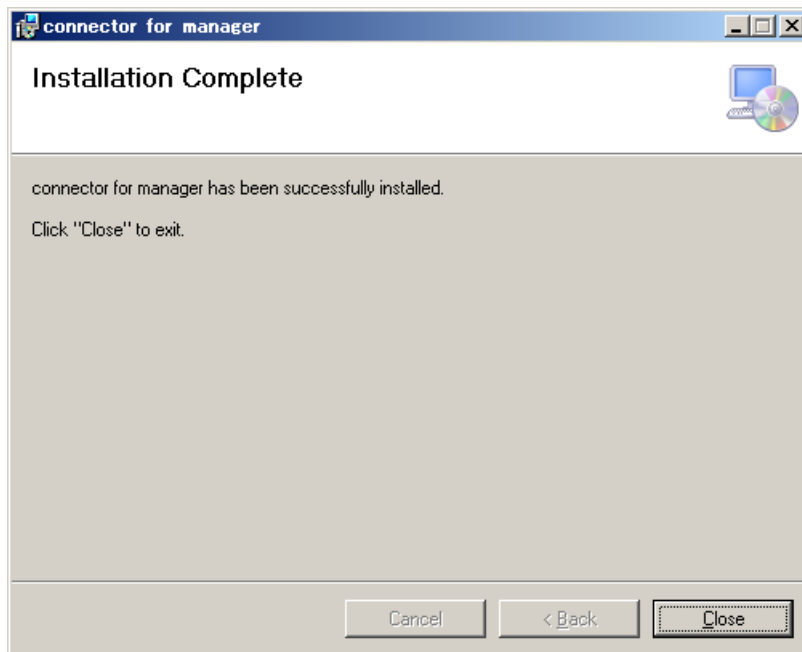 connector for manager
Installation Complete
connector for manager has been successfully installed.
Click "Close" to exit.
Cancel
< Back
Close